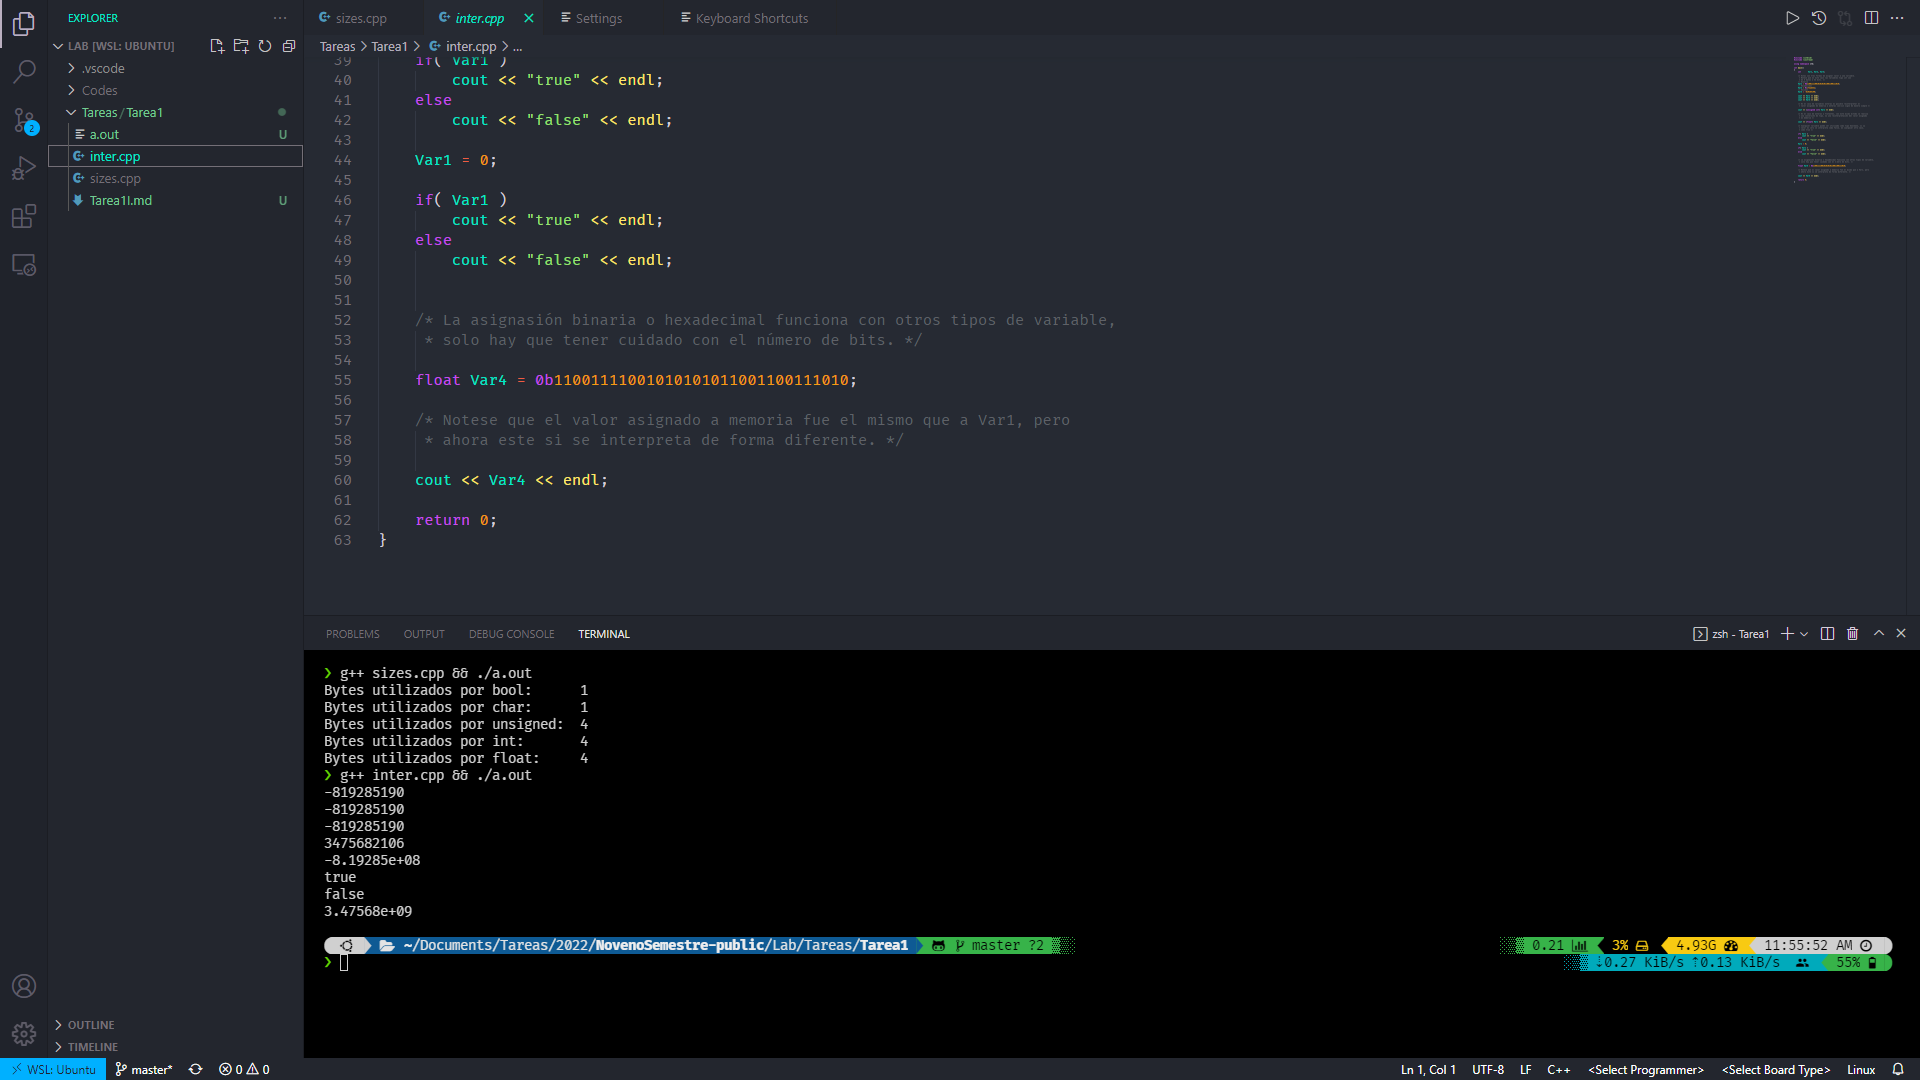 EXPLORER
LAB [WSL: UBUNTU]
.vscode
Codes
Tareas / Tarea1
a.out U
inter.cpp
sizes.cpp
Tarea1I.md U
OUTLINE
TIMELINE
2
sizes.cpp inter.cpp Settings Keyboard Shortcuts
Tareas > Tarea1 > inter.cpp > ...
39 if( Var1 )
40 cout << "true" << endl;
41 else
42 cout << "false" << endl;
43
44 Var1 = 0;
45
46 if( Var1 )
47 cout << "true" << endl;
48 else
49 cout << "false" << endl;
50
51
52 /* La asignasión binaria o hexadecimal funciona con otros tipos de variable,
53 * solo hay que tener cuidado con el número de bits. */
54
55 float Var4 = 0b11001111001010101011001100111010;
56
57 /* Notese que el valor asignado a memoria fue el mismo que a Var1, pero
58 * ahora este si se interpreta de forma diferente. */
59
60 cout << Var4 << endl;
61
62 return 0;
63 }
PROBLEMS OUTPUT DEBUG CONSOLE TERMINAL zsh - Tarea1
❯ g++ sizes.cpp && ./a.out
Bytes utilizados por bool: 1
Bytes utilizados por char: 1
Bytes utilizados por unsigned: 4
Bytes utilizados por int: 4
Bytes utilizados por float: 4
❯ g++ inter.cpp && ./a.out
-819285190
-819285190
-819285190
3475682106
-8.19285e+08
true
false
3.47568e+09
~/Documents/Tareas/2022/NovenoSemestre-public/Lab/Tareas/Tarea1 master ?2 0.21 3% 4.93G 11:55:52 AM
❯ ↓0.27 KiB/s ↑0.13 KiB/s 55%
WSL: Ubuntu master* 0 0 Ln 1, Col 1 UTF-8 LF C++ <Select Programmer> <Select Board Type> Linux